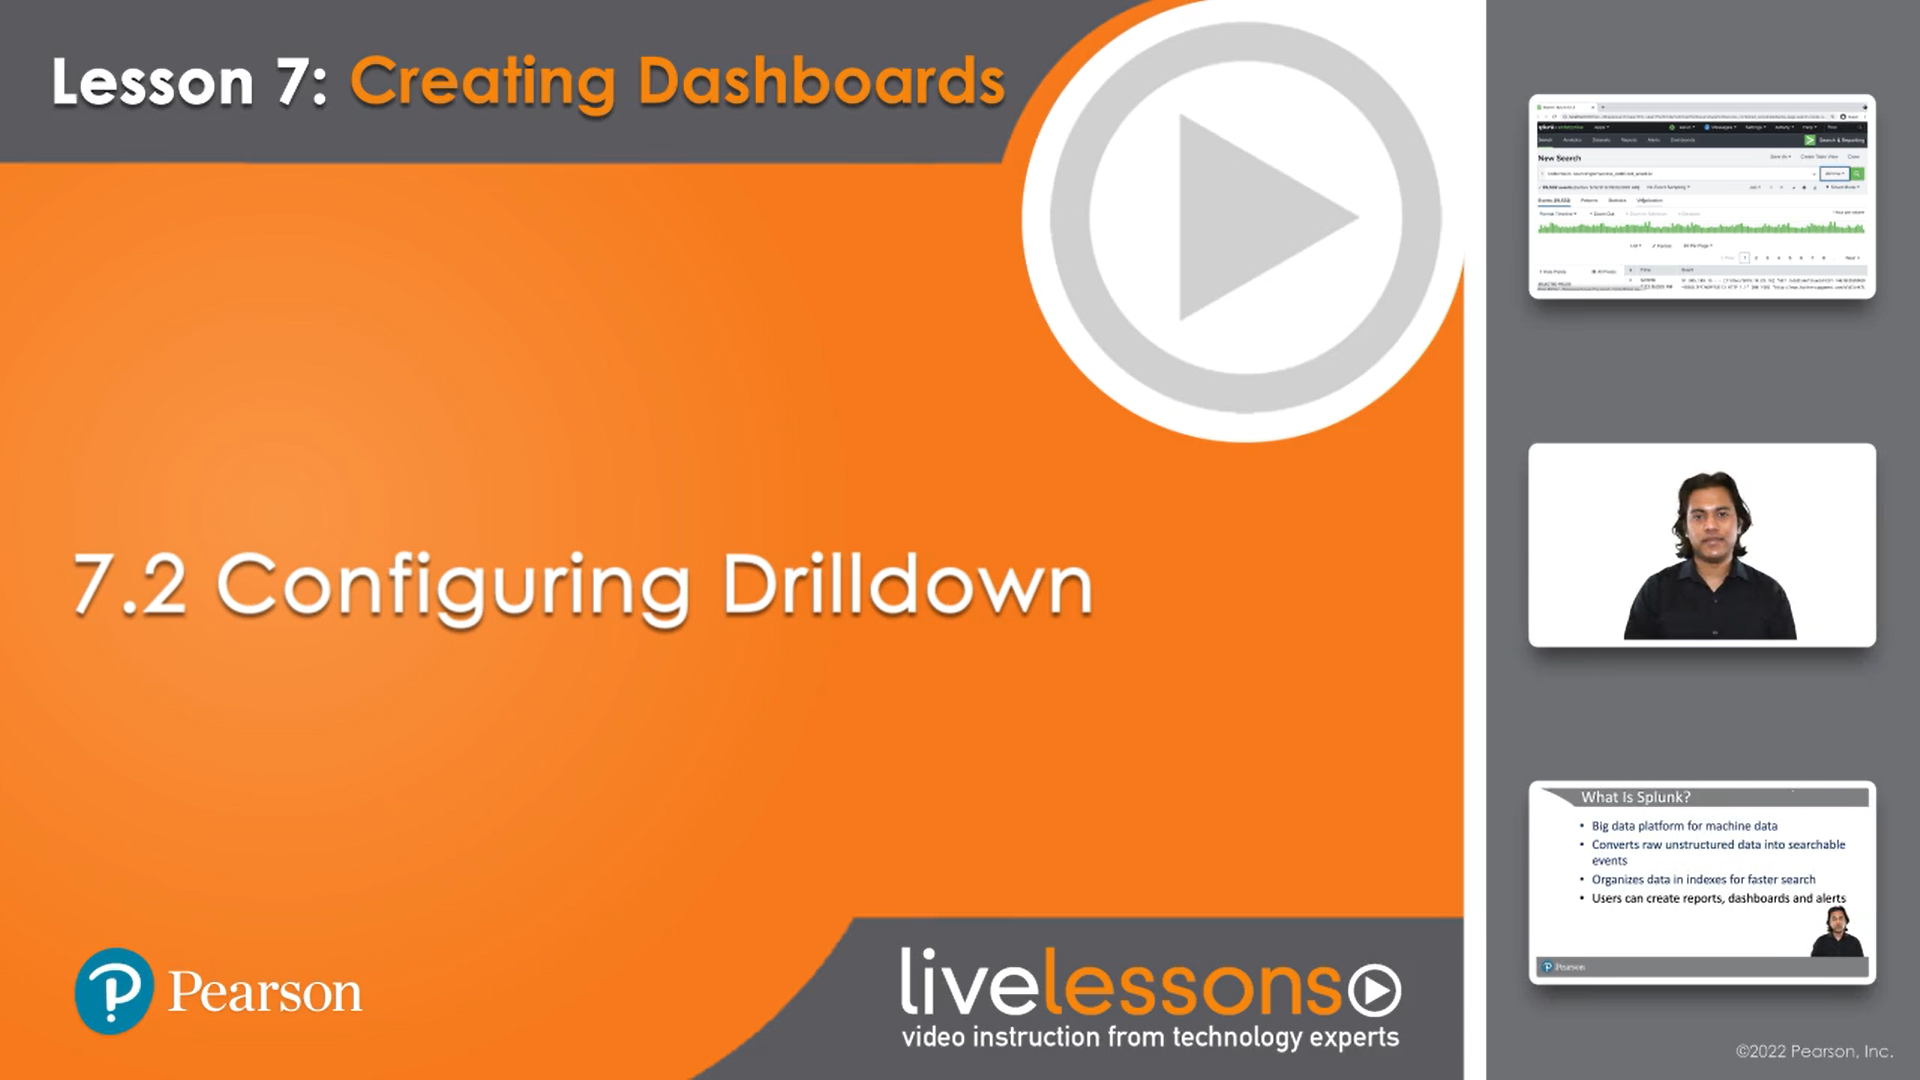 Lesson 7: Creating Dashboards
7.2 Configuring Drilldown
Pearson
livelessons
video instruction from technology experts
New Search
What Is Splunk?
• Big data platform for machine data
• Converts raw unstructured data into searchable
events
• Organizes data in indexes for faster search
• Users can create reports, dashboards and alerts
Pearson
©2022 Pearson, Inc.